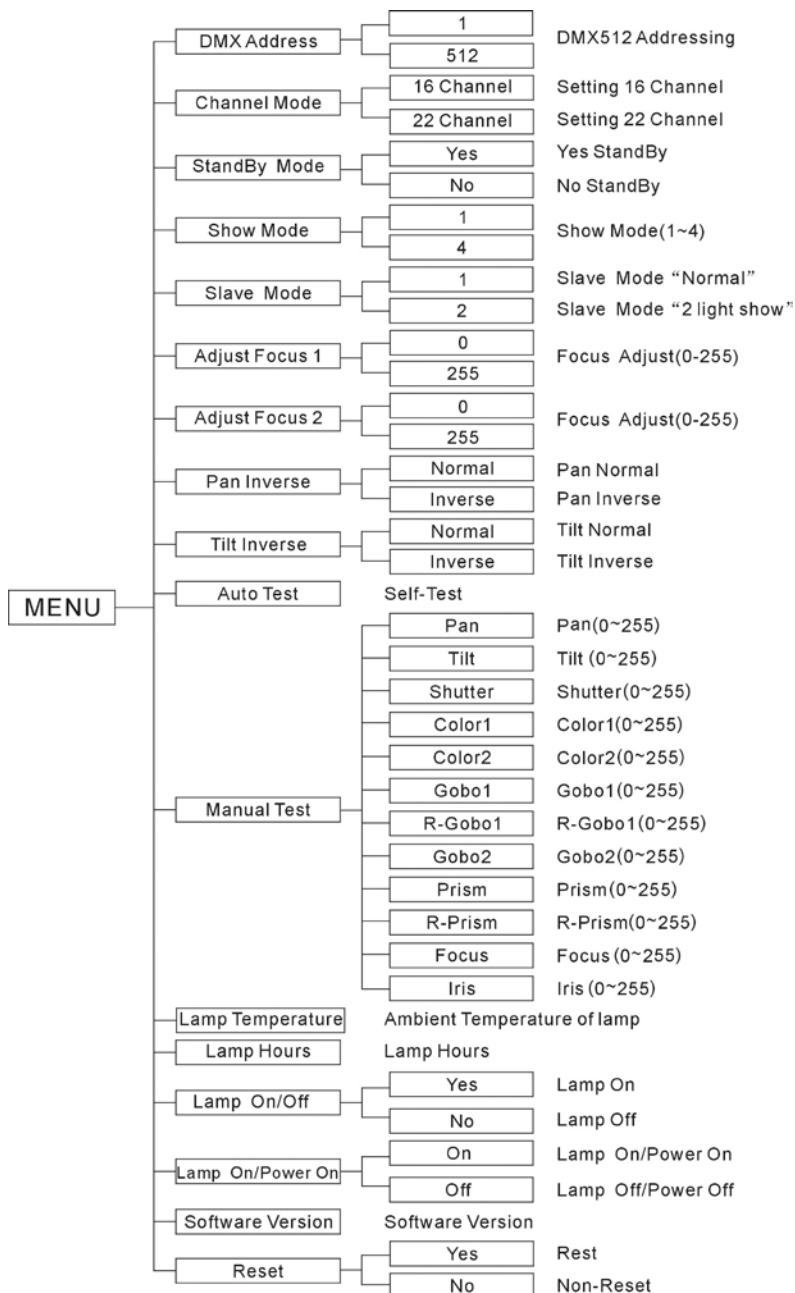 DMX Address
1
512
DMX512 Addressing
Channel Mode
16 Channel
Setting 16 Channel
22 Channel
Setting 22 Channel
StandBy Mode
Yes
Yes StandBy
No
No StandBy
Show Mode
1
4
Show Mode(1~4)
Slave Mode
1
Slave Mode “Normal”
2
Slave Mode “2 light show”
Adjust Focus 1
0
255
Focus Adjust(0-255)
Adjust Focus 2
0
255
Focus Adjust(0-255)
Pan Inverse
Normal
Pan Normal
Inverse
Pan Inverse
Tilt Inverse
Normal
Tilt Normal
Inverse
Tilt Inverse
MENU
Auto Test
Self-Test
Manual Test
Pan
Pan(0~255)
Tilt
Tilt (0~255)
Shutter
Shutter(0~255)
Color1
Color1(0~255)
Color2
Color2(0~255)
Gobo1
Gobo1(0~255)
R-Gobo1
R-Gobo1(0~255)
Gobo2
Gobo2(0~255)
Prism
Prism(0~255)
R-Prism
R-Prism(0~255)
Focus
Focus(0~255)
Iris
Iris (0~255)
Lamp Temperature
Ambient Temperature of lamp
Lamp Hours
Lamp Hours
Lamp On/Off
Yes
Lamp On
No
Lamp Off
Lamp On/Power On
On
Lamp On/Power On
Off
Lamp Off/Power Off
Software Version
Software Version
Reset
Yes
Rest
No
Non-Reset